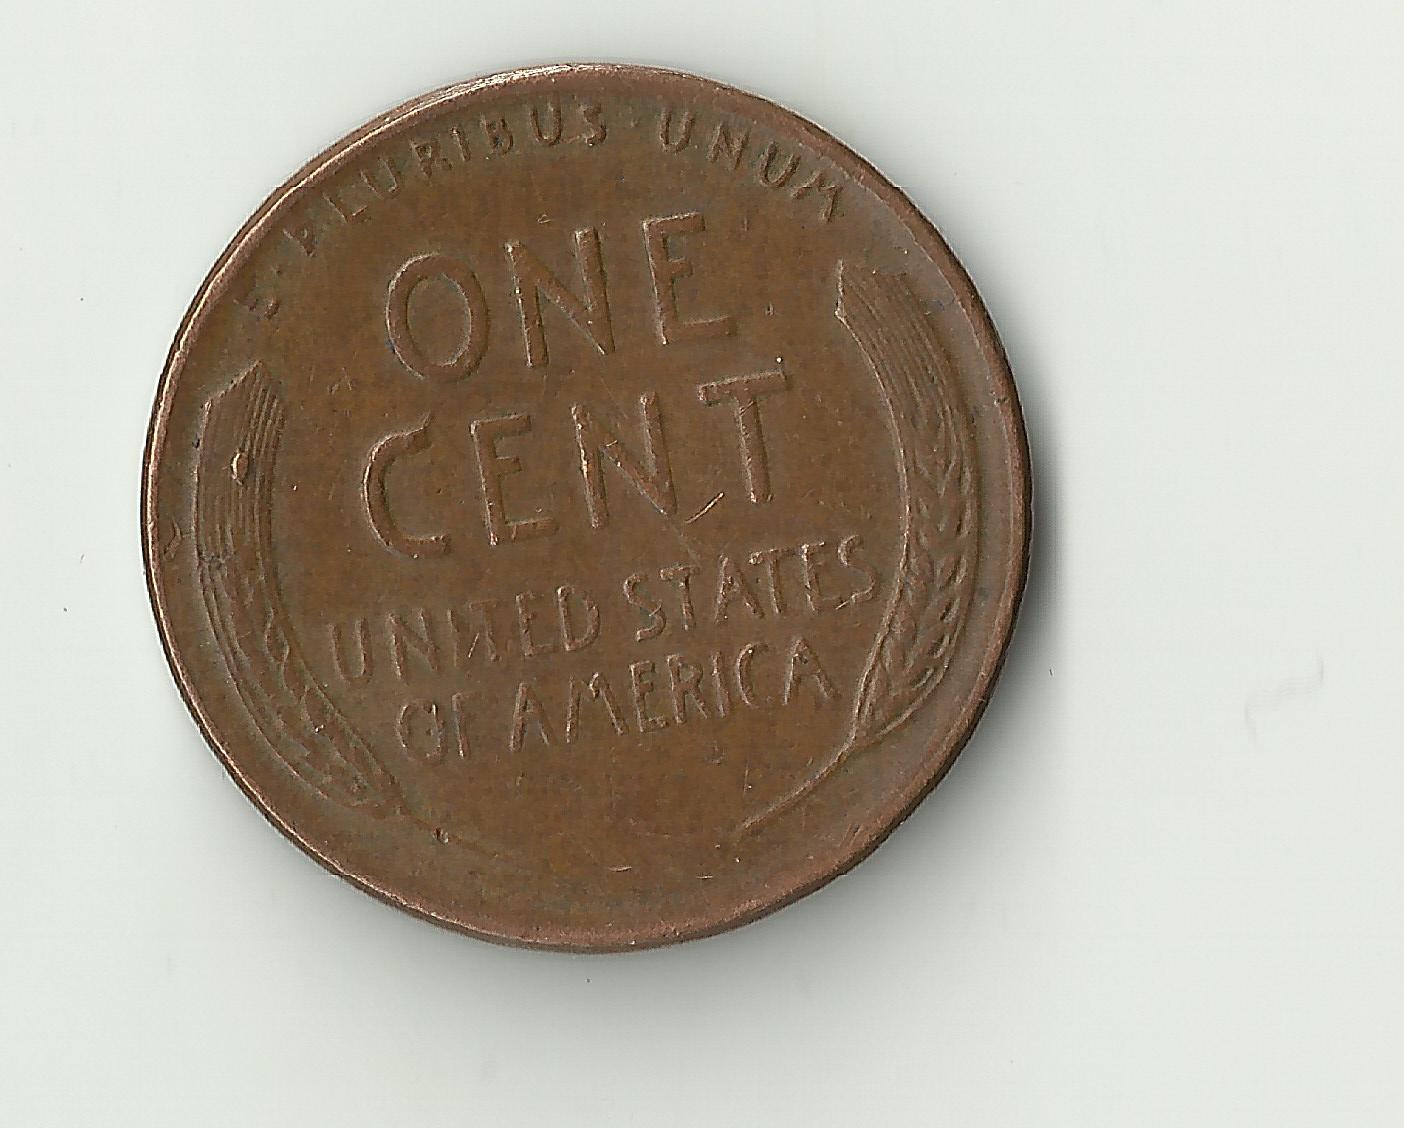 E·PLURIBUS·UNUM
ONE
CENT
UNITED STATES
OF AMERICA